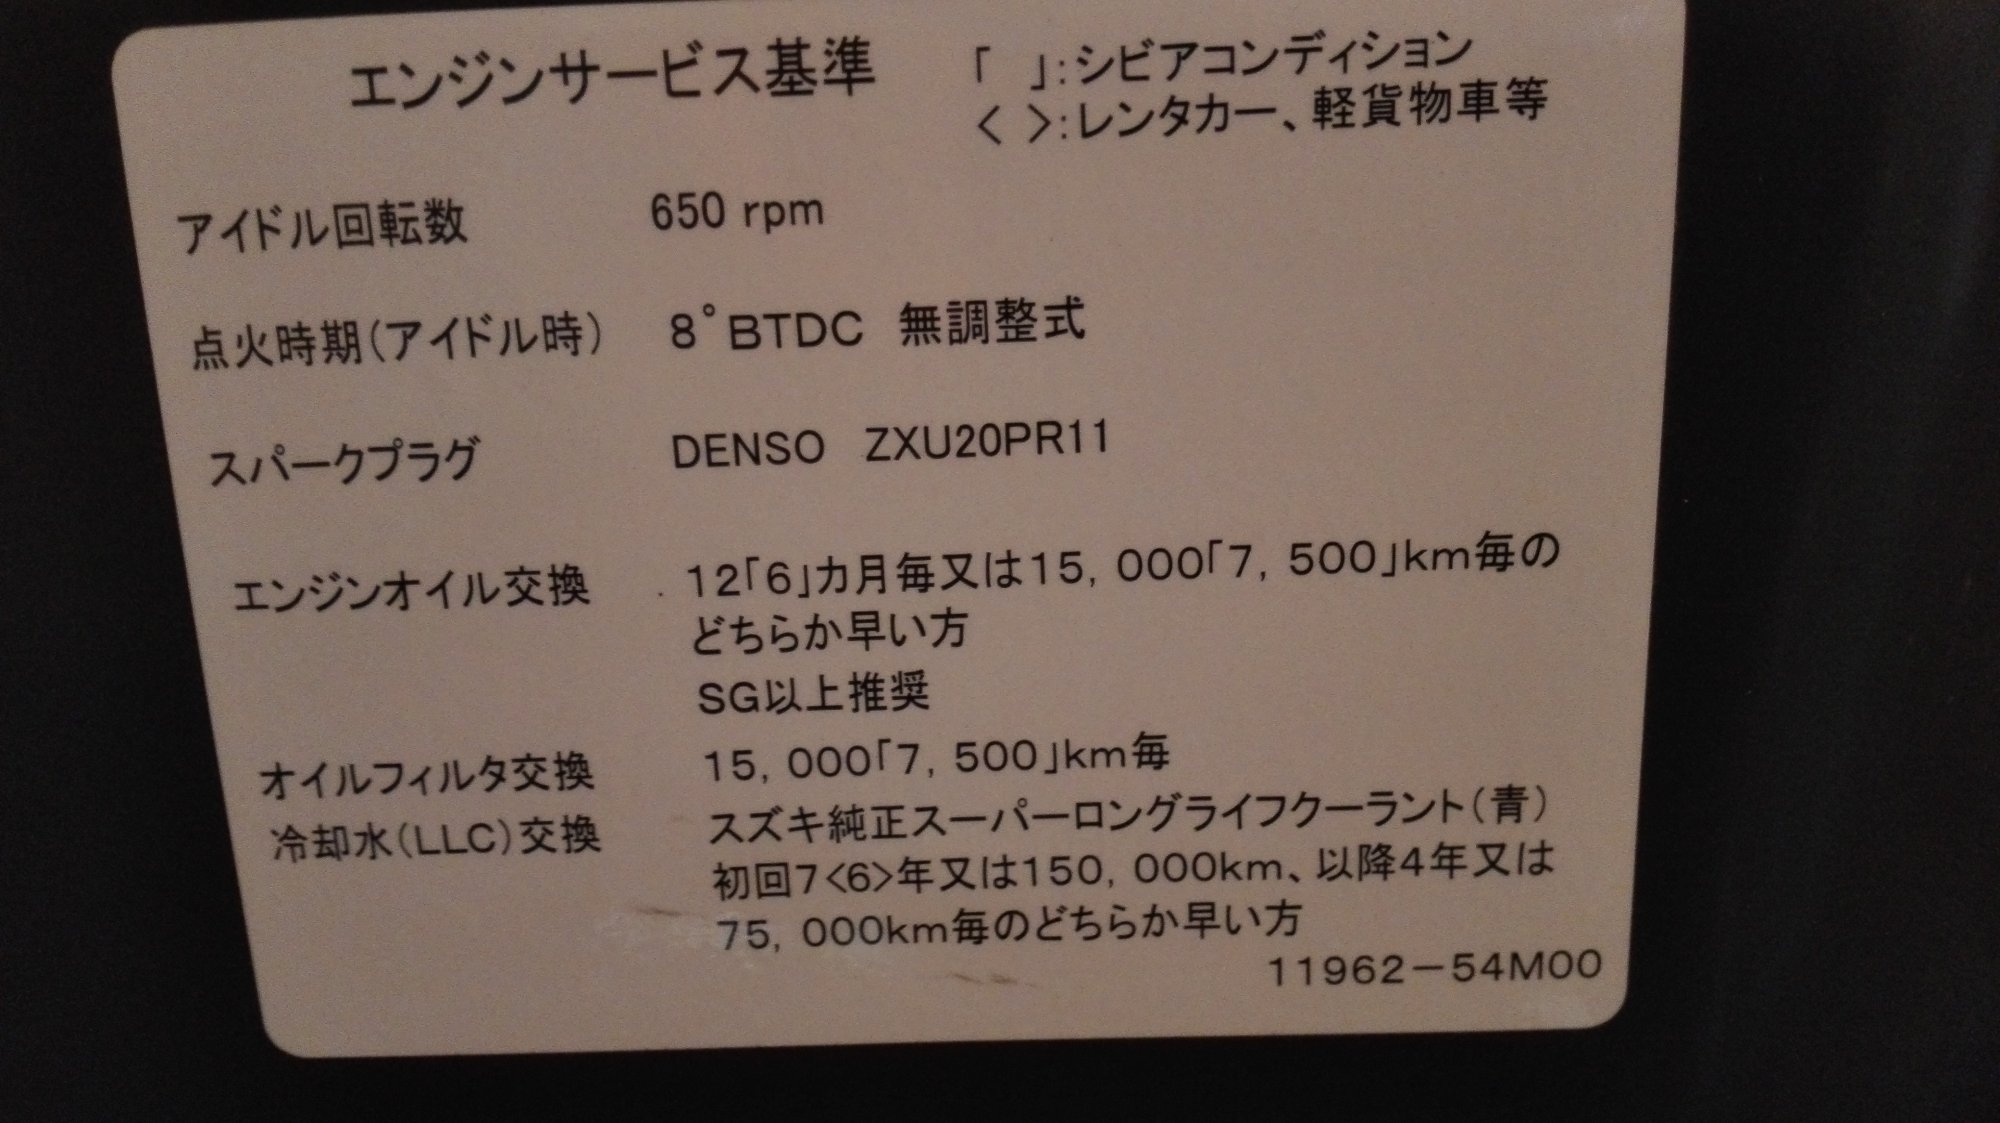 エンジンサービス基準
「　」:シビアコンディション
< >:レンタカー、軽貨物車等
アイドル回転数　650 rpm
点火時期(アイドル時)　8°BTDC　無調整式
スパークプラグ　DENSO　ZXU20PR11
エンジンオイル交換　12「6」カ月毎又は15, 000「7, 500」km毎の
どちらか早い方
SG以上推奨
オイルフィルタ交換　15, 000「7, 500」km毎
冷却水(LLC)交換　スズキ純正スーパーロングライフクーラント(青)
初回7<6>年又は150, 000km、以降4年又は
75, 000km毎のどちらか早い方
11962-54M00